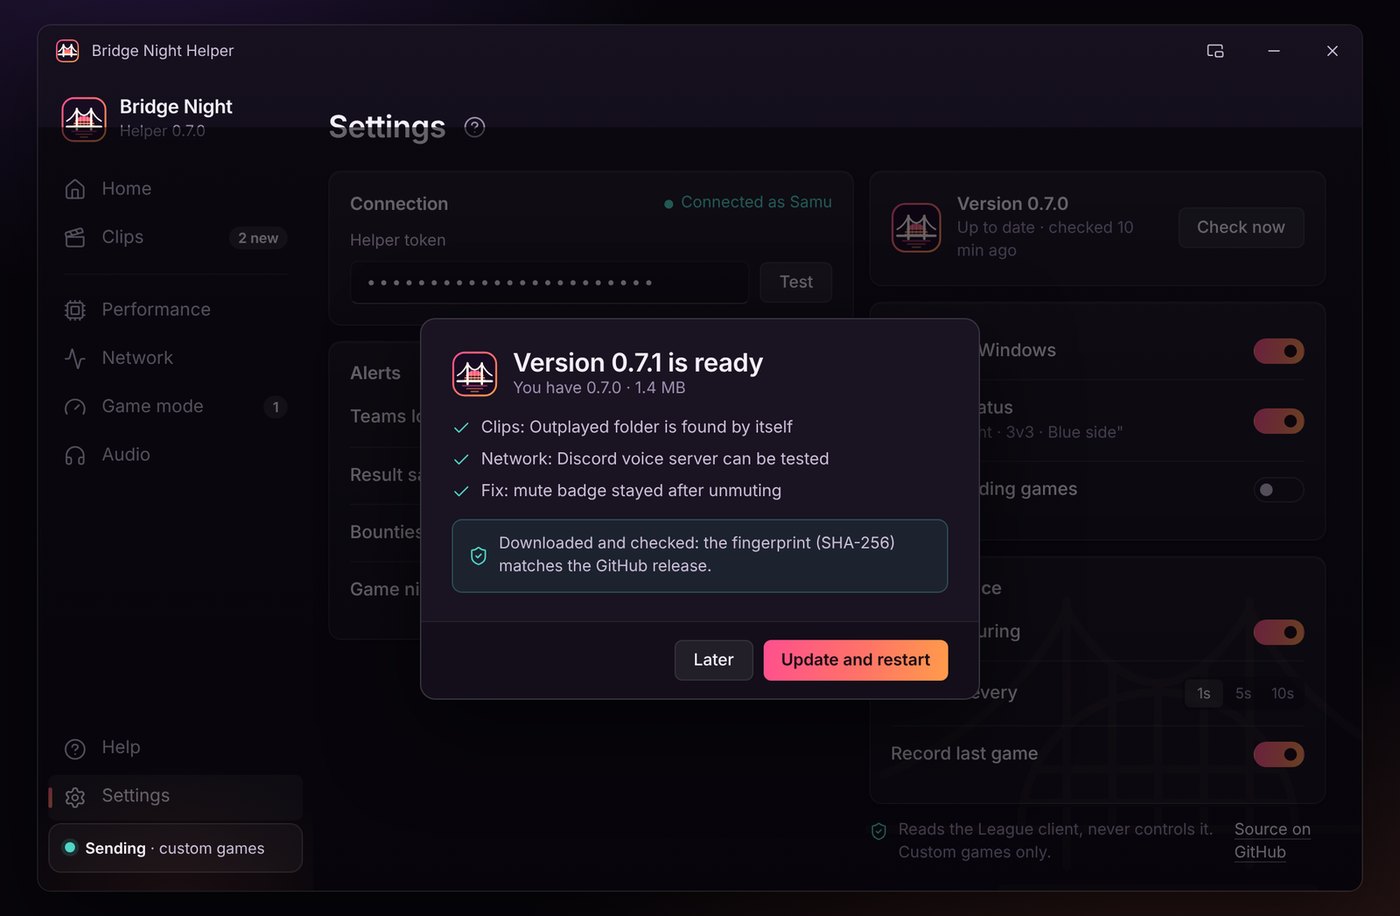 Bridge Night Helper
Bridge Night
Helper 0.7.0
Home
Clips
2 new
Performance
Network
Game mode
1
Audio
Help
Settings
Sending · custom games
Settings
Connection
Connected as Samu
Helper token
Test
Alerts
Teams
Result
Bounties
Game
Version 0.7.0
Up to date · checked 10
min ago
Check now
Windows
3v3 · Blue side"
games
every
1s
5s
10s
Record last game
Reads the League client, never controls it.
Custom games only.
Source on
GitHub
Version 0.7.1 is ready
You have 0.7.0 · 1.4 MB
Clips: Outplayed folder is found by itself
Network: Discord voice server can be tested
Fix: mute badge stayed after unmuting
Downloaded and checked: the fingerprint (SHA-256)
matches the GitHub release.
Later
Update and restart